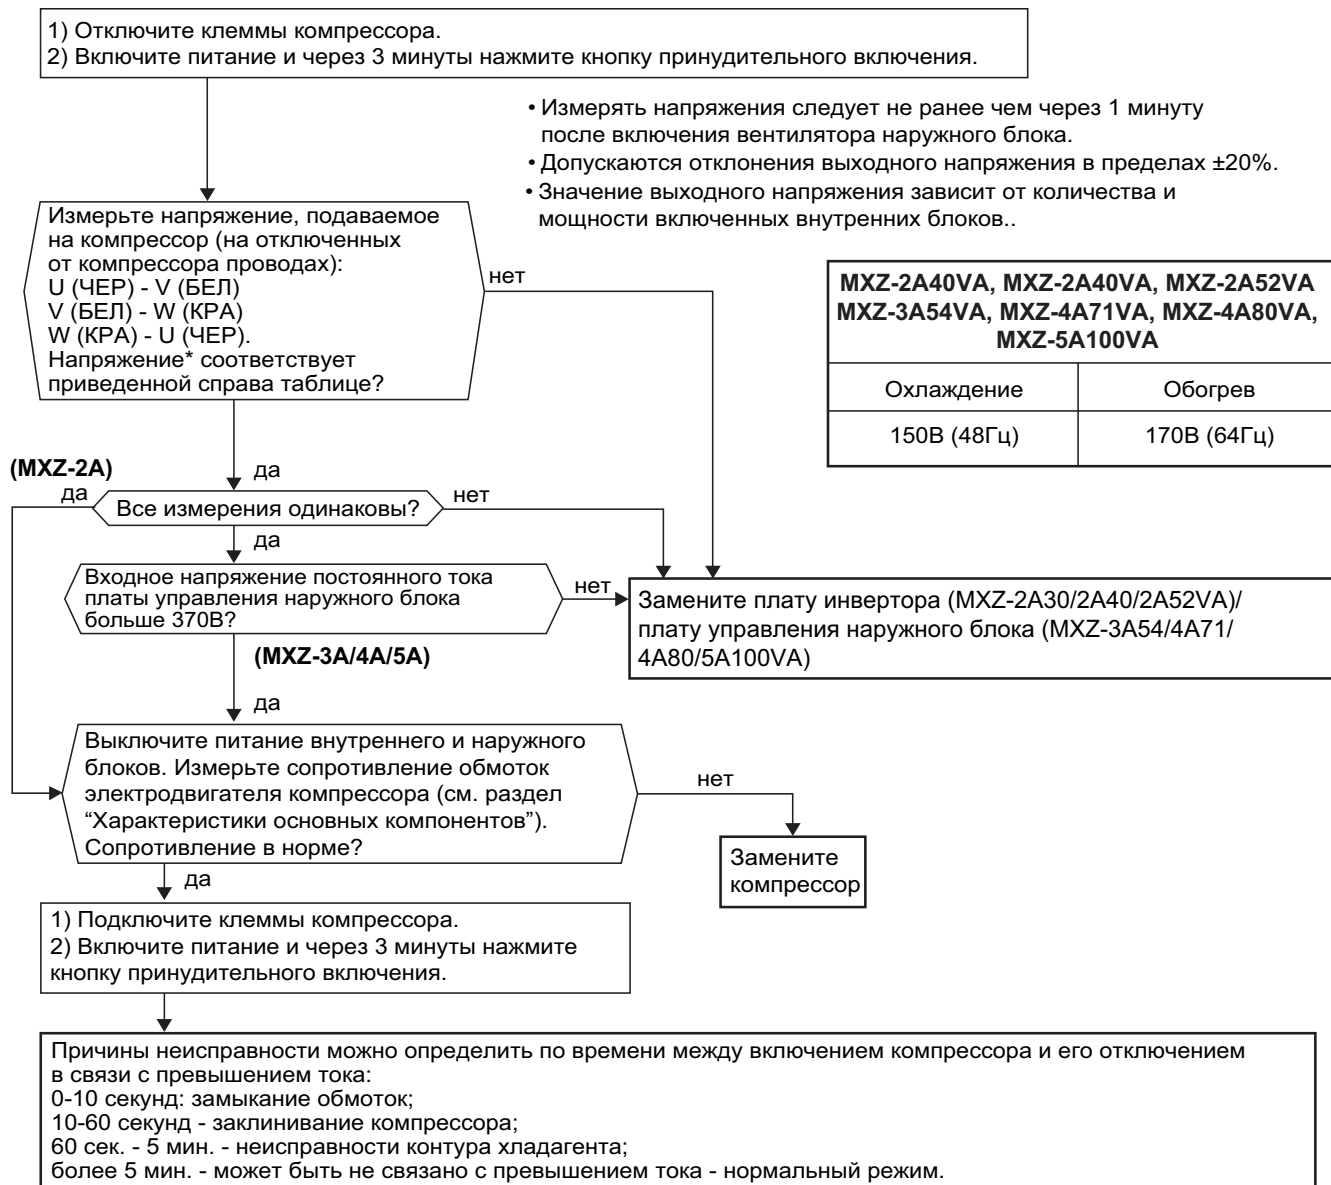 1) Отключите клеммы компрессора.
2) Включите питание и через 3 минуты нажмите кнопку принудительного включения.
• Измерять напряжения следует не ранее чем через 1 минуту
после включения вентилятора наружного блока.
• Допускаются отклонения выходного напряжения в пределах ±20%.
• Значение выходного напряжения зависит от количества и
мощности включенных внутренних блоков..
Измерьте напряжение, подаваемое
на компрессор (на отключенных
от компрессора проводах):
U (ЧЕР) - V (БЕЛ)
V (БЕЛ) - W (КРА)
W (КРА) - U (ЧЕР).
Напряжение* соответствует
приведенной справа таблице?
нет
MXZ-2A40VA, MXZ-2A40VA, MXZ-2A52VA
MXZ-3A54VA, MXZ-4A71VA, MXZ-4A80VA,
MXZ-5A100VA
Охлаждение
Обогрев
150В (48Гц)
170В (64Гц)
(MXZ-2A)
да
да
Все измерения одинаковы?
нет
да
Входное напряжение постоянного тока
платы управления наружного блока
больше 370В?
нет
Замените плату инвертора (MXZ-2A30/2A40/2A52VA)/
плату управления наружного блока (MXZ-3A54/4A71/
4A80/5A100VA)
(MXZ-3A/4A/5A)
да
Выключите питание внутреннего и наружного
блоков. Измерьте сопротивление обмоток
электродвигателя компрессора (см. раздел
“Характеристики основных компонентов”).
Сопротивление в норме?
нет
Замените
компрессор
да
1) Подключите клеммы компрессора.
2) Включите питание и через 3 минуты нажмите
кнопку принудительного включения.
Причины неисправности можно определить по времени между включением компрессора и его отключением
в связи с превышением тока:
0-10 секунд: замыкание обмоток;
10-60 секунд - заклинивание компрессора;
60 сек. - 5 мин. - неисправности контура хладагента;
более 5 мин. - может быть не связано с превышением тока - нормальный режим.